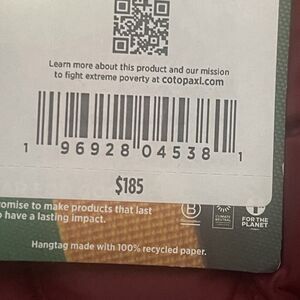 Learn more about this product and our mission
to fight extreme poverty at cotopaxi.com
1 96928 04538 1
$185
omise to make products that last
o have a lasting impact.
B
CLIMATE
NEUTRAL
FOR THE
PLANET
Hangtag made with 100% recycled paper.